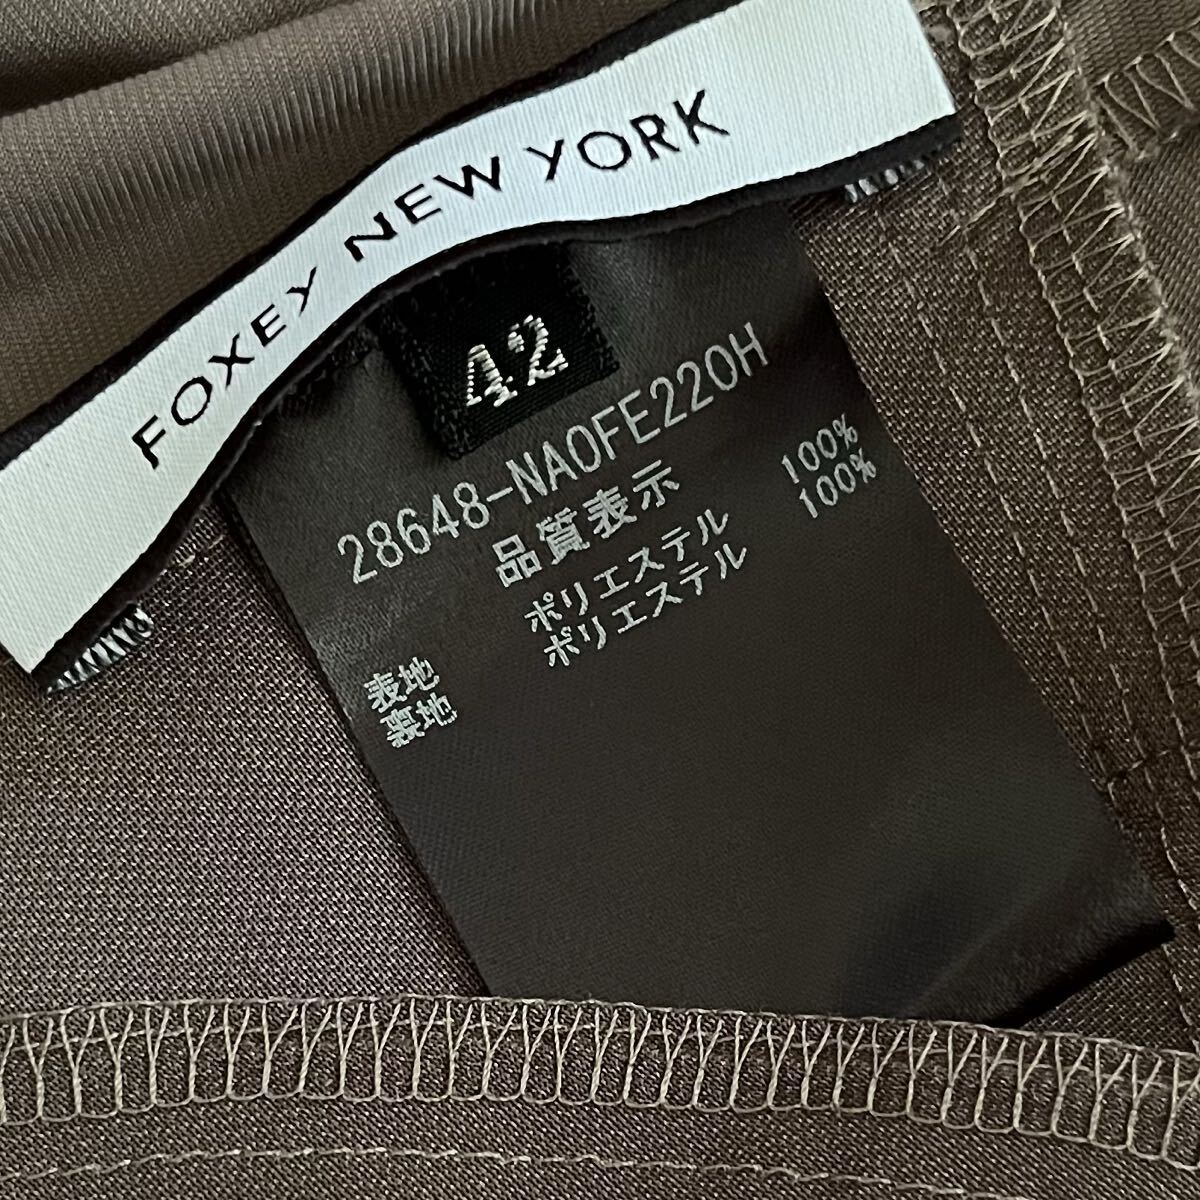 FOXEY NEW YORK
42
28648-NAOFE220H
品質表示
表地 ポリエステル 100%
裏地 ポリエステル 100%